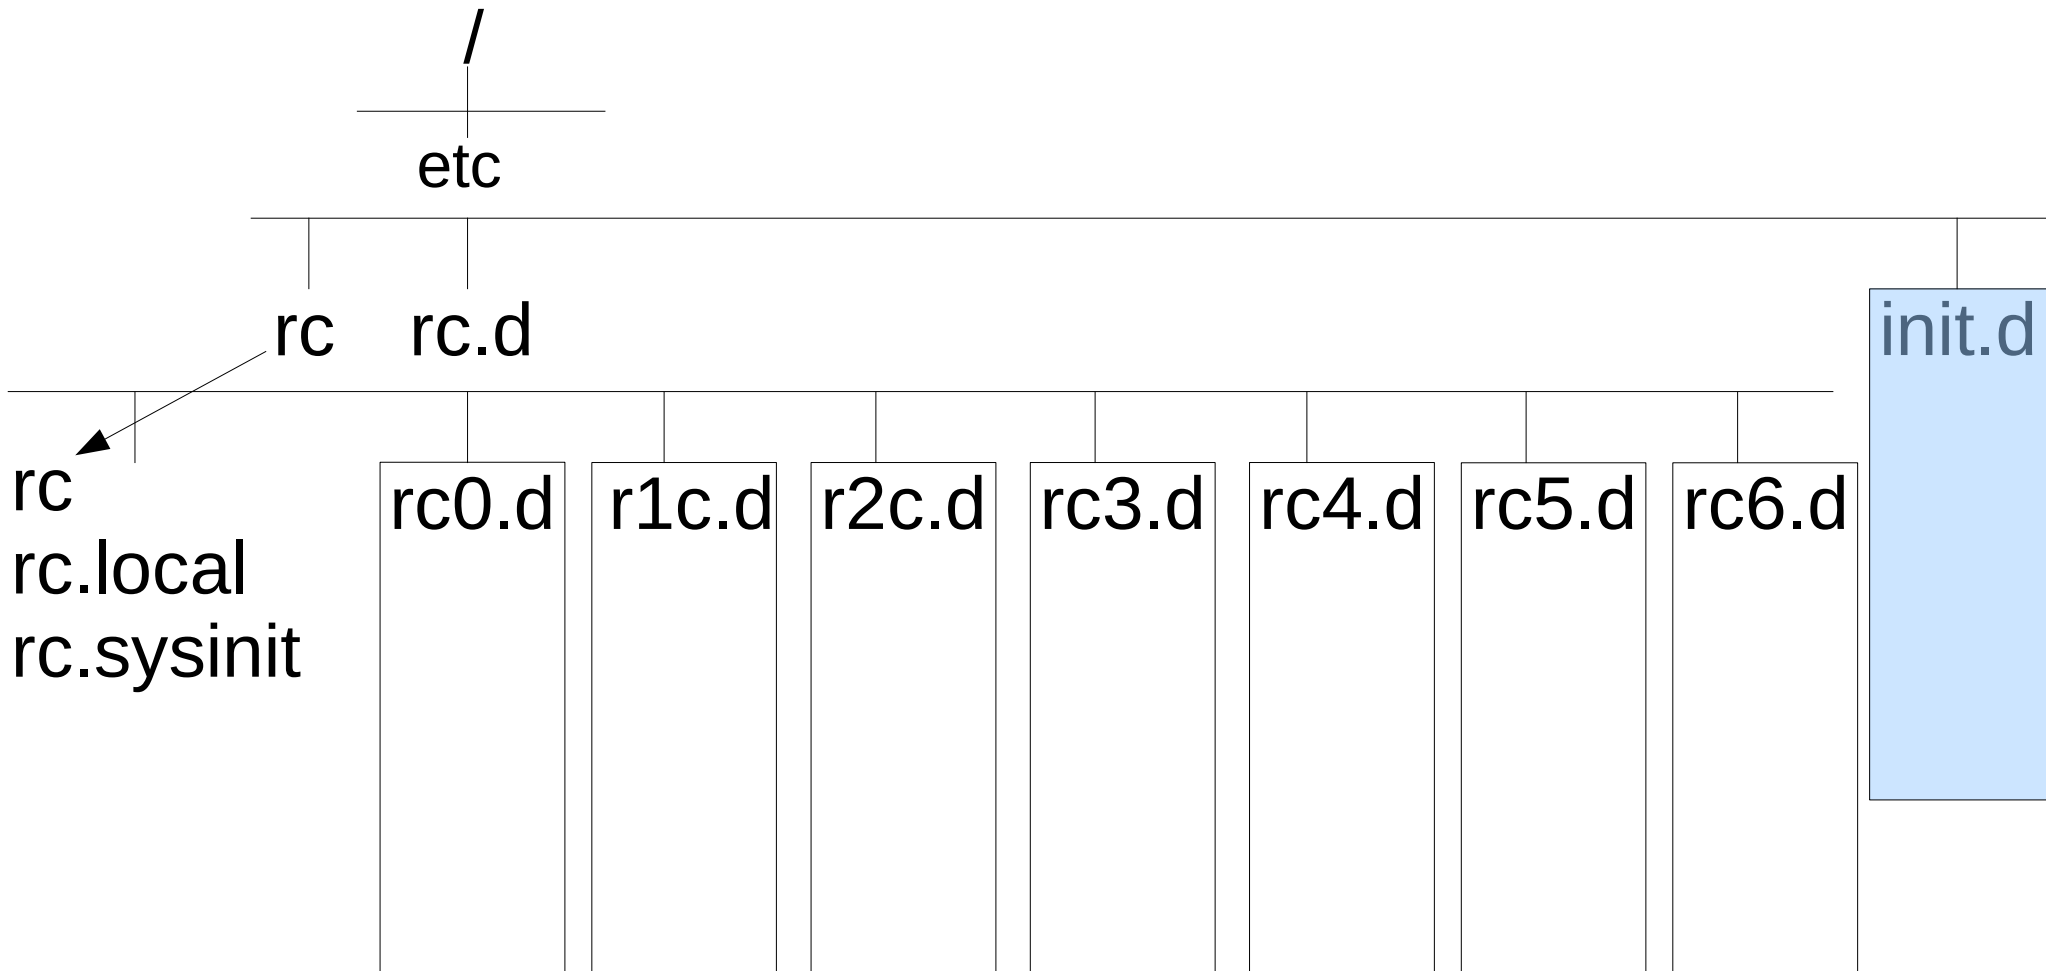 /
etc
rc rc.d init.d
rc rc0.d r1c.d r2c.d rc3.d rc4.d rc5.d rc6.d
rc.local
rc.sysinit